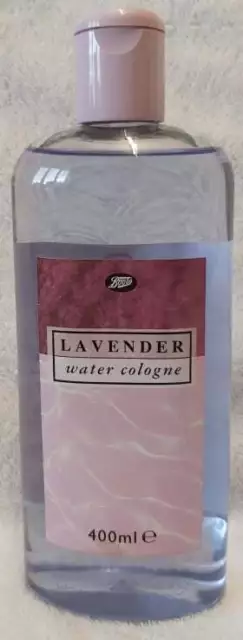 Boots
LAVENDER
water cologne
400ml ℮